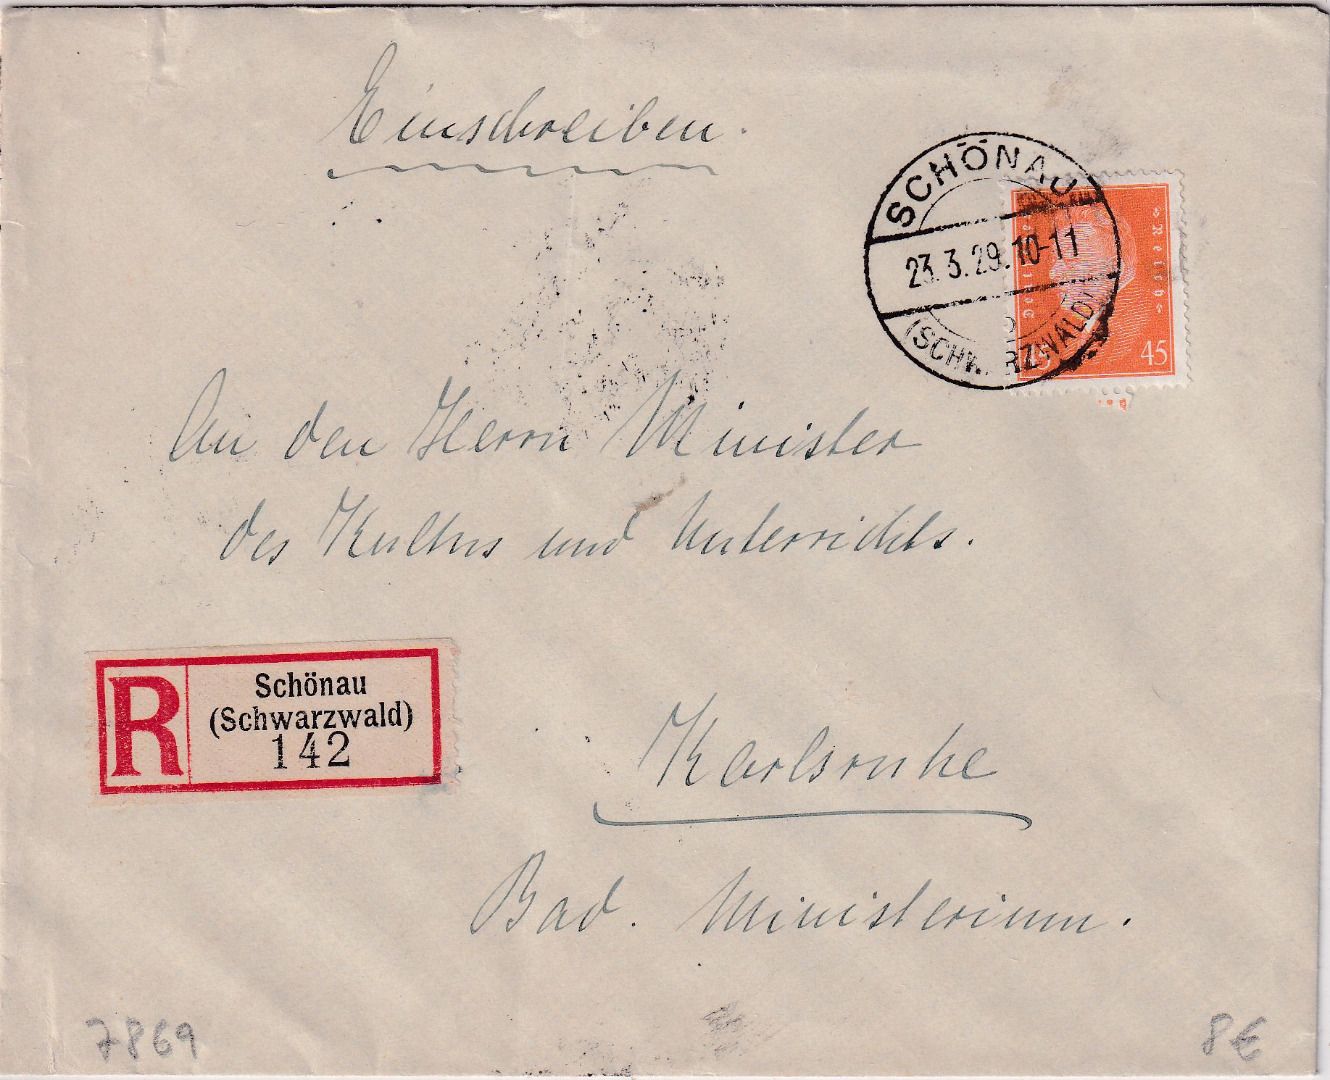 Einschreiben.
SCHÖNAU
23.3.29.10-11
(SCHWARZWALD)
Reich
45
An den Herrn Minister
des Kultus und Unterrichts.
R
Schönau
(Schwarzwald)
142
Karlsruhe
Bad. Ministerium.
7869
8€